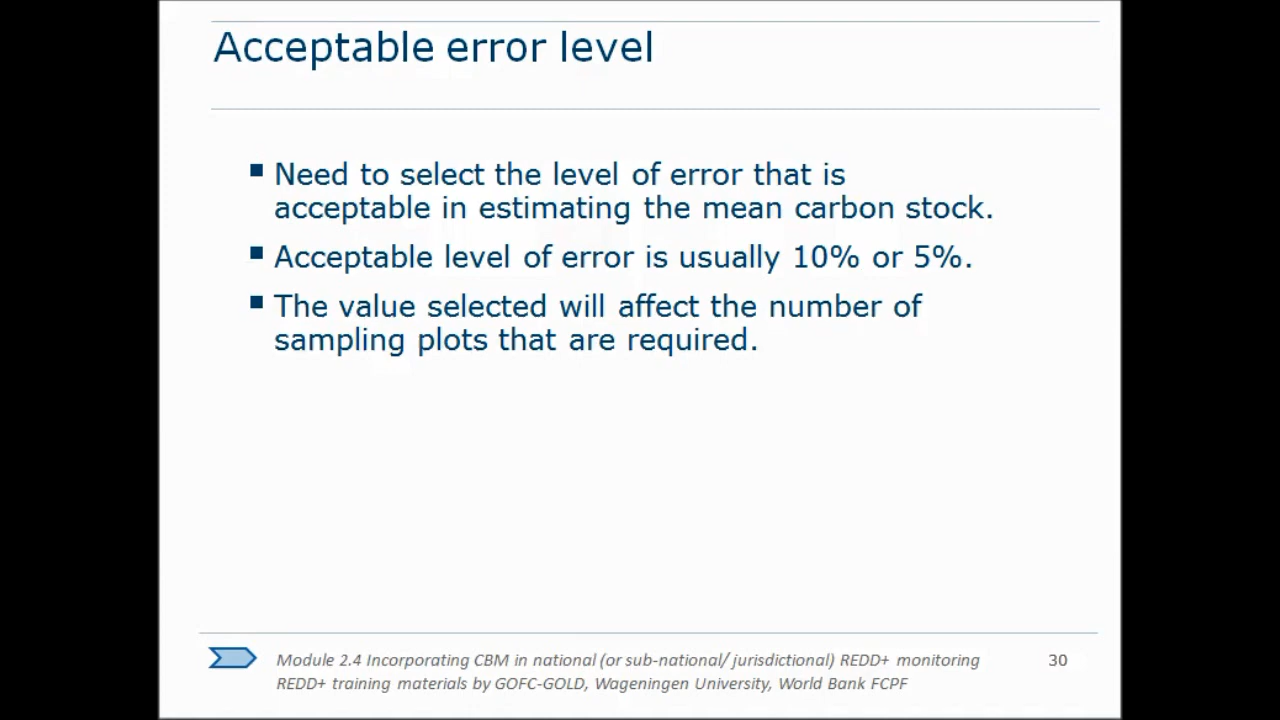 Acceptable error level
Need to select the level of error that is
acceptable in estimating the mean carbon stock.
Acceptable level of error is usually 10% or 5%.
The value selected will affect the number of
sampling plots that are required.
Module 2.4 Incorporating CBM in national (or sub-national/ jurisdictional) REDD+ monitoring
REDD+ training materials by GOFC-GOLD, Wageningen University, World Bank FCPF
30